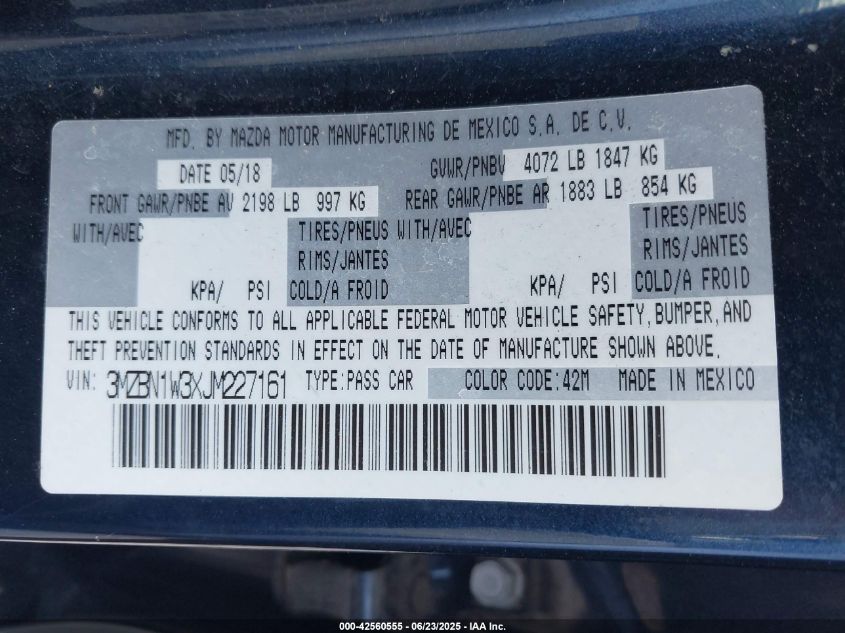 MFD. BY MAZDA MOTOR MANUFACTURING DE MEXICO S.A. DE C.V.
DATE 05/18 GVWR/PNBV 4072 LB 1847 KG
FRONT GAWR/PNBE AV 2198 LB 997 KG REAR GAWR/PNBE AR 1883 LB 854 KG
WITH/AVEC TIRES/PNEUS WITH/AVEC TIRES/PNEUS
RIMS/JANTES RIMS/JANTES
KPA/ PSI COLD/A FROID KPA/ PSI COLD/A FROID
THIS VEHICLE CONFORMS TO ALL APPLICABLE FEDERAL MOTOR VEHICLE SAFETY, BUMPER, AND
THEFT PREVENTION STANDARDS IN EFFECT ON THE DATE OF MANUFACTURE SHOWN ABOVE.
VIN: 3MZBN1W3XJM227161 TYPE:PASS CAR COLOR CODE:42M MADE IN MEXICO
000-42560555 - 06/23/2025 - IAA Inc.